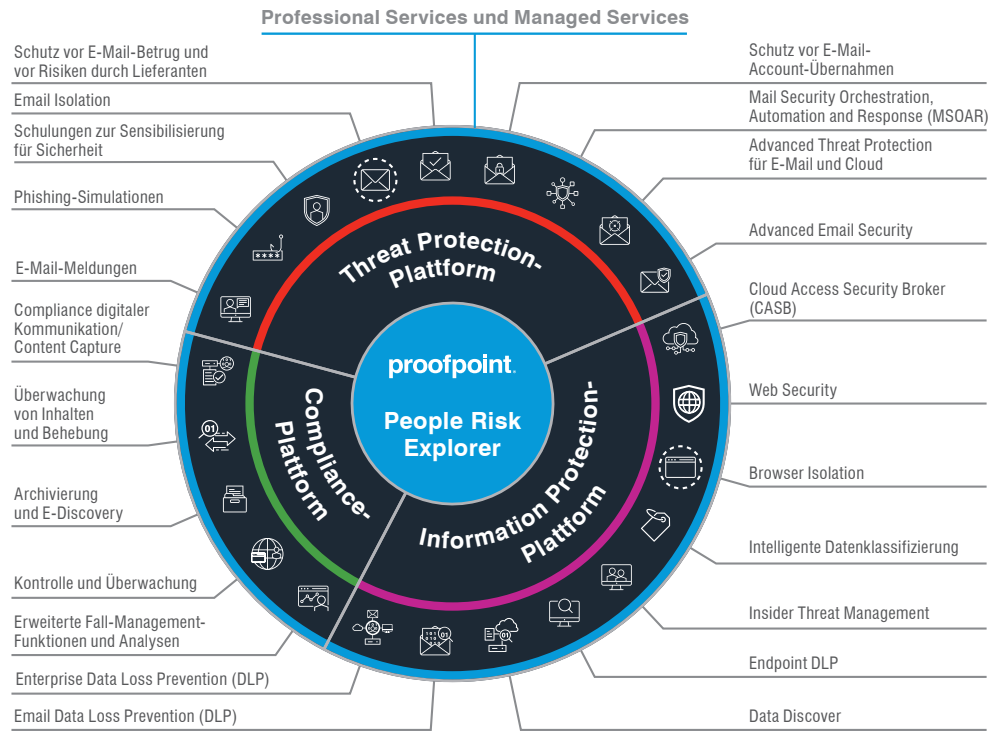 Professional Services und Managed Services
Schutz vor E-Mail-Betrug und
vor Risiken durch Lieferanten
Email Isolation
Schulungen zur Sensibilisierung
für Sicherheit
Phishing-Simulationen
E-Mail-Meldungen
Compliance digitaler
Kommunikation/
Content Capture
Überwachung
von Inhalten
und Behebung
Archivierung
und E-Discovery
Kontrolle und Überwachung
Erweiterte Fall-Management-
Funktionen und Analysen
Enterprise Data Loss Prevention (DLP)
Email Data Loss Prevention (DLP)
Schutz vor E-Mail-
Account-Übernahmen
Mail Security Orchestration,
Automation and Response (MSOAR)
Advanced Threat Protection
für E-Mail und Cloud
Advanced Email Security
Cloud Access Security Broker
(CASB)
Web Security
Browser Isolation
Intelligente Datenklassifizierung
Insider Threat Management
Endpoint DLP
Data Discover
Threat Protection-
Plattform
Compliance-
Plattform
Information Protection-
Plattform
proofpoint.
People Risk
Explorer
****
01
01
01